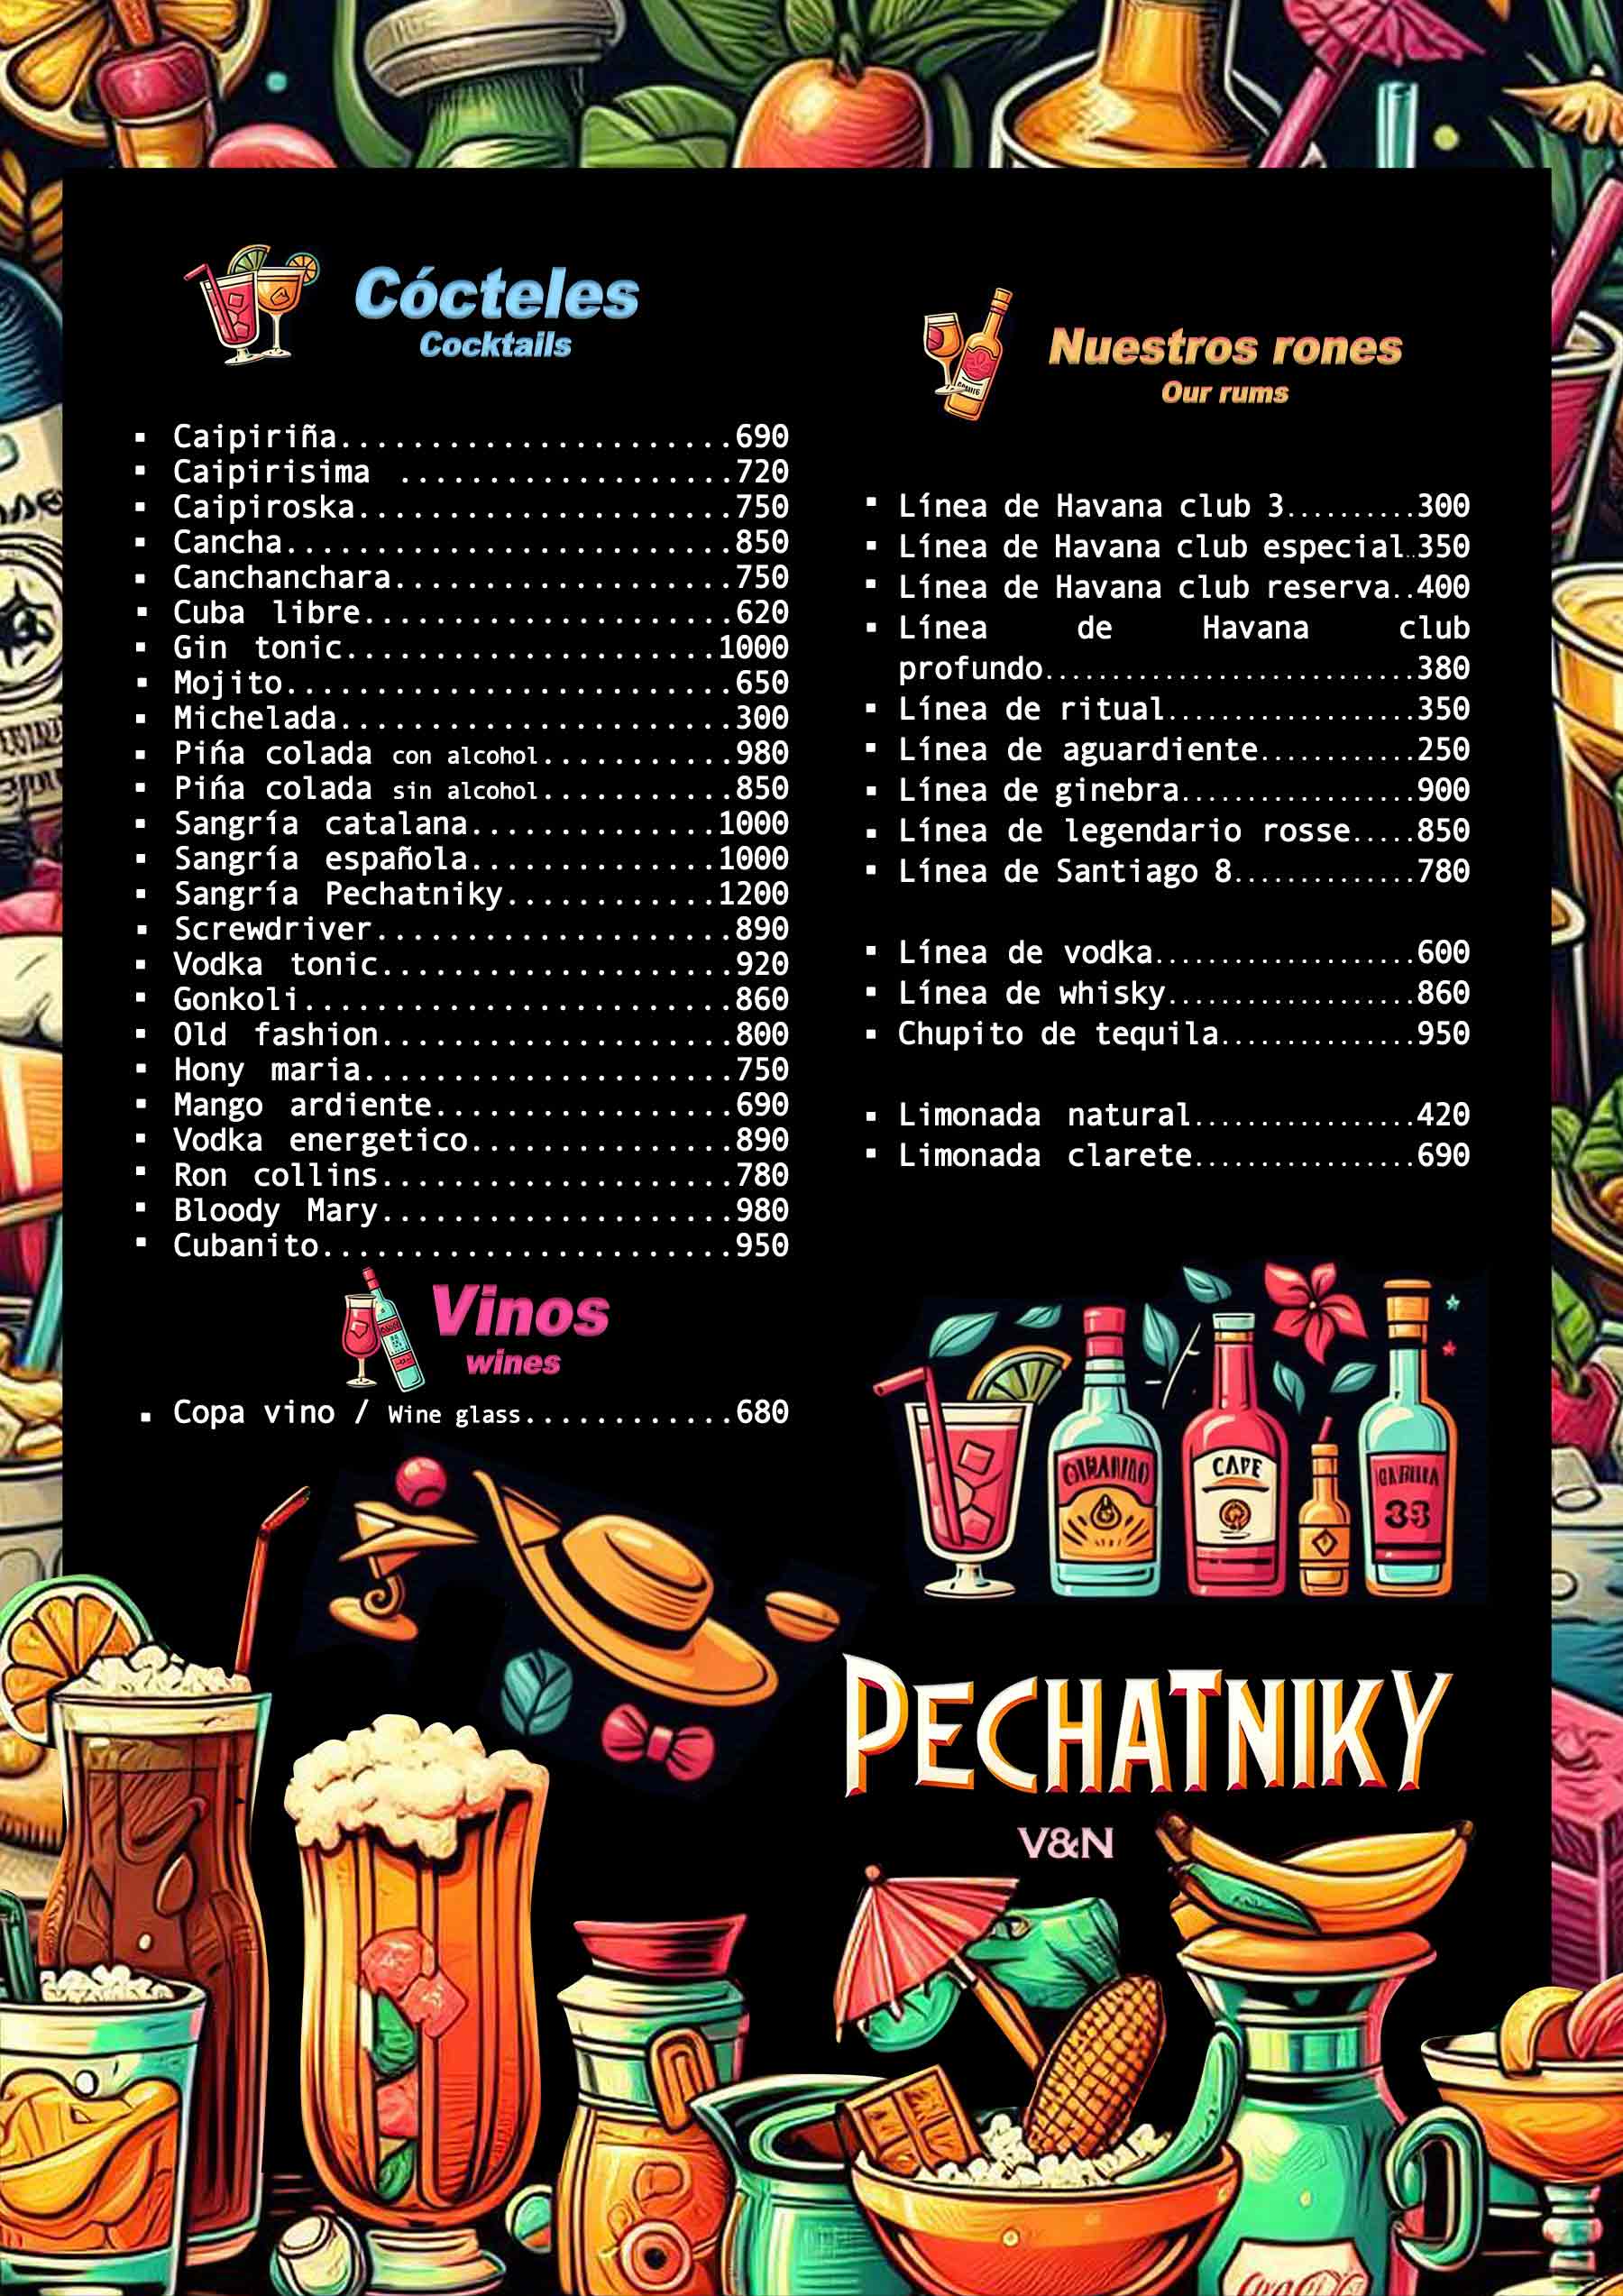 Cócteles
Cocktails
▪ Caipiriña......................690
▪ Caipirisima ...................720
▪ Caipiroska.....................750
▪ Cancha.........................850
▪ Canchanchara...................750
▪ Cuba libre.....................620
▪ Gin tonic.....................1000
▪ Mojito.........................650
▪ Michelada......................300
▪ Pińa colada con alcohol...........980
▪ Pińa colada sin alcohol...........850
▪ Sangría catalana..............1000
▪ Sangría española..............1000
▪ Sangría Pechatniky............1200
▪ Screwdriver....................890
▪ Vodka tonic....................920
▪ Gonkoli........................860
▪ Old fashion....................800
▪ Hony maria.....................750
▪ Mango ardiente.................690
▪ Vodka energetico...............890
▪ Ron collins....................780
▪ Bloody Mary....................980
▪ Cubanito.......................950
Vinos
wines
▪ Copa vino / Wine glass............680
Nuestros rones
Our rums
▪ Línea de Havana club 3..........300
▪ Línea de Havana club especial..350
▪ Línea de Havana club reserva..400
▪ Línea de Havana club
profundo............................380
▪ Línea de ritual...................350
▪ Línea de aguardiente............250
▪ Línea de ginebra..................900
▪ Línea de legendario rosse.....850
▪ Línea de Santiago 8..............780
▪ Línea de vodka....................600
▪ Línea de whisky...................860
▪ Chupito de tequila...............950
▪ Limonada natural.................420
▪ Limonada clarete.................690
CAPE
33
PECHATNIKY
V&N